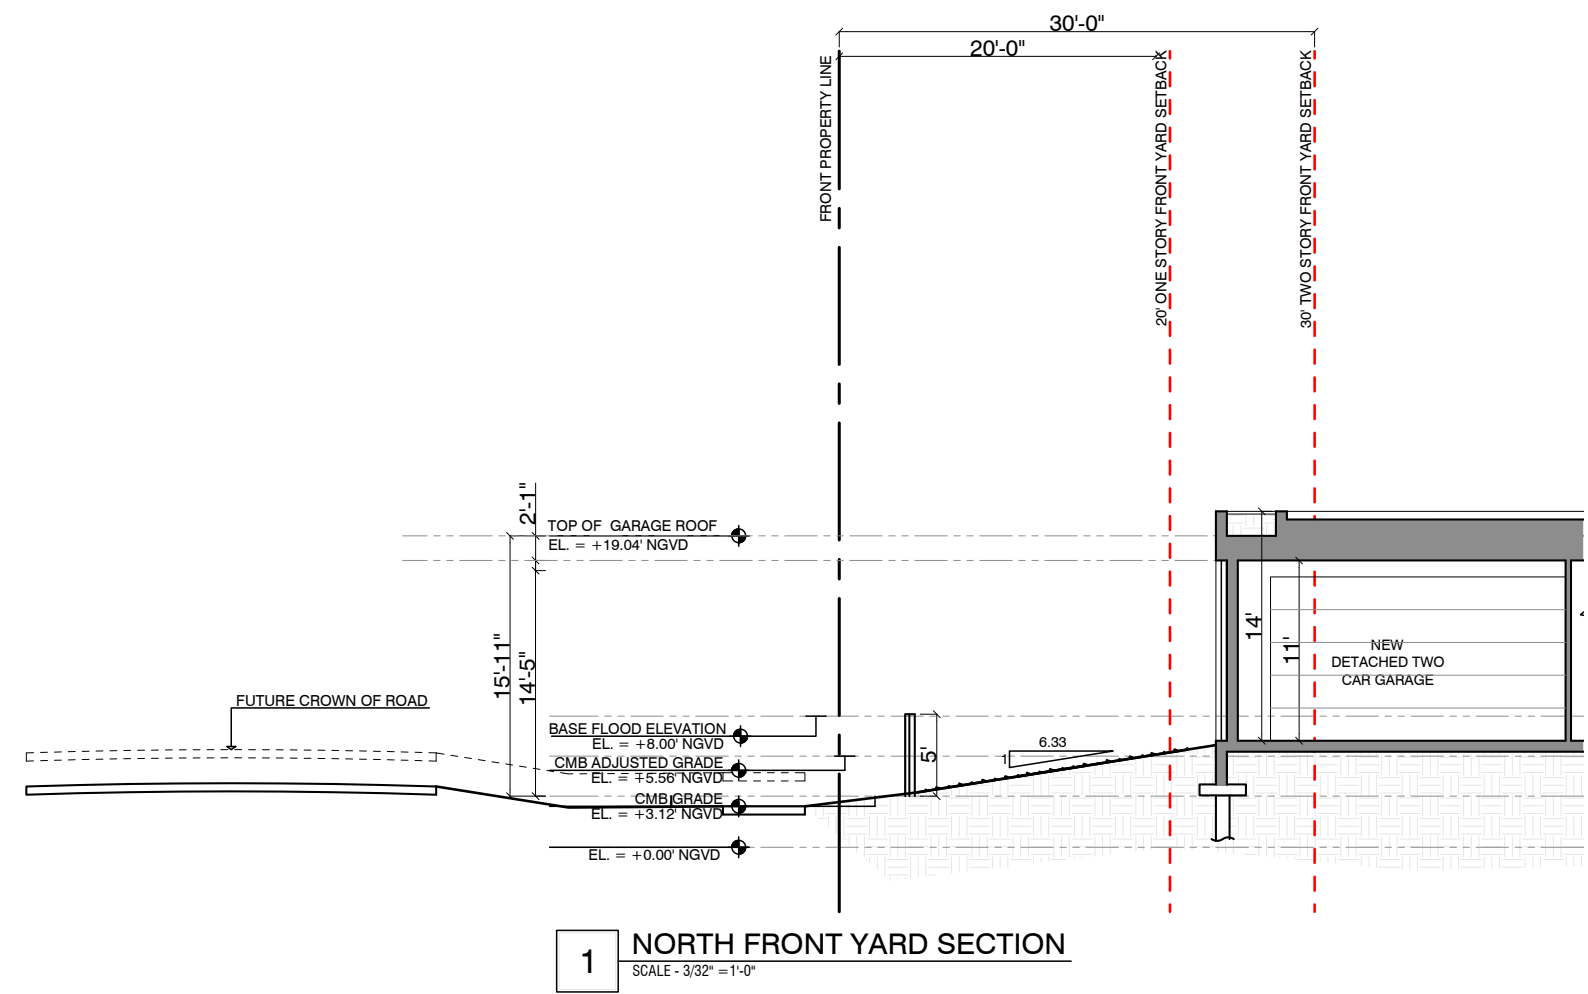 30'-0"
20'-0"
FRONT PROPERTY LINE
20' ONE STORY FRONT YARD SETBACK
30' TWO STORY FRONT YARD SETBACK
2'-1"
TOP OF GARAGE ROOF
EL. = +19.04' NGVD
15'-11"
14'-5"
14'
11'
NEW
DETACHED TWO
CAR GARAGE
FUTURE CROWN OF ROAD
BASE FLOOD ELEVATION
EL. = +8.00' NGVD
5'
6.33
1
CMB ADJUSTED GRADE
EL. = +5.56' NGVD
CMB GRADE
EL. = +3.12' NGVD
EL. = +0.00' NGVD
1
NORTH FRONT YARD SECTION
SCALE - 3/32" =1'-0"